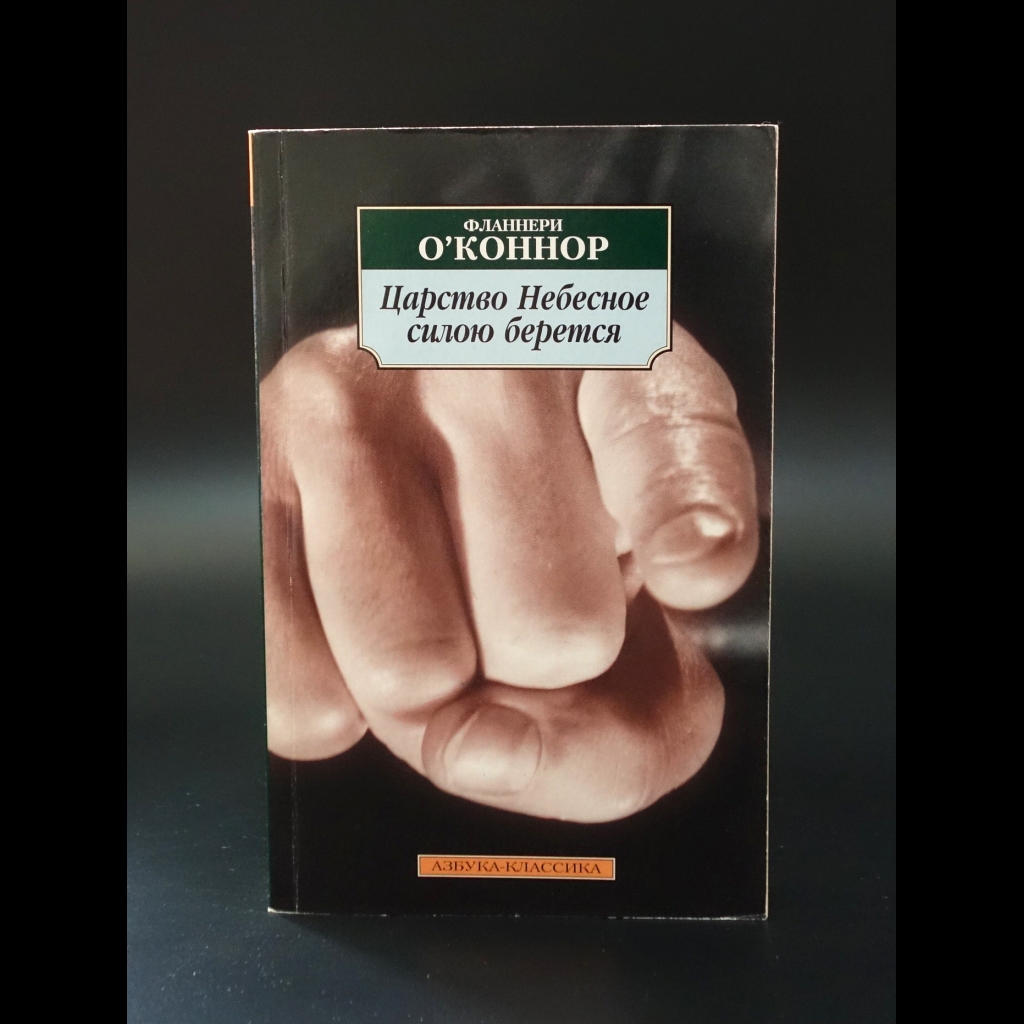 ФЛАННЕРИ
О’КОННОР
Царство Небесное
силою берется
АЗБУКА-КЛАССИКА